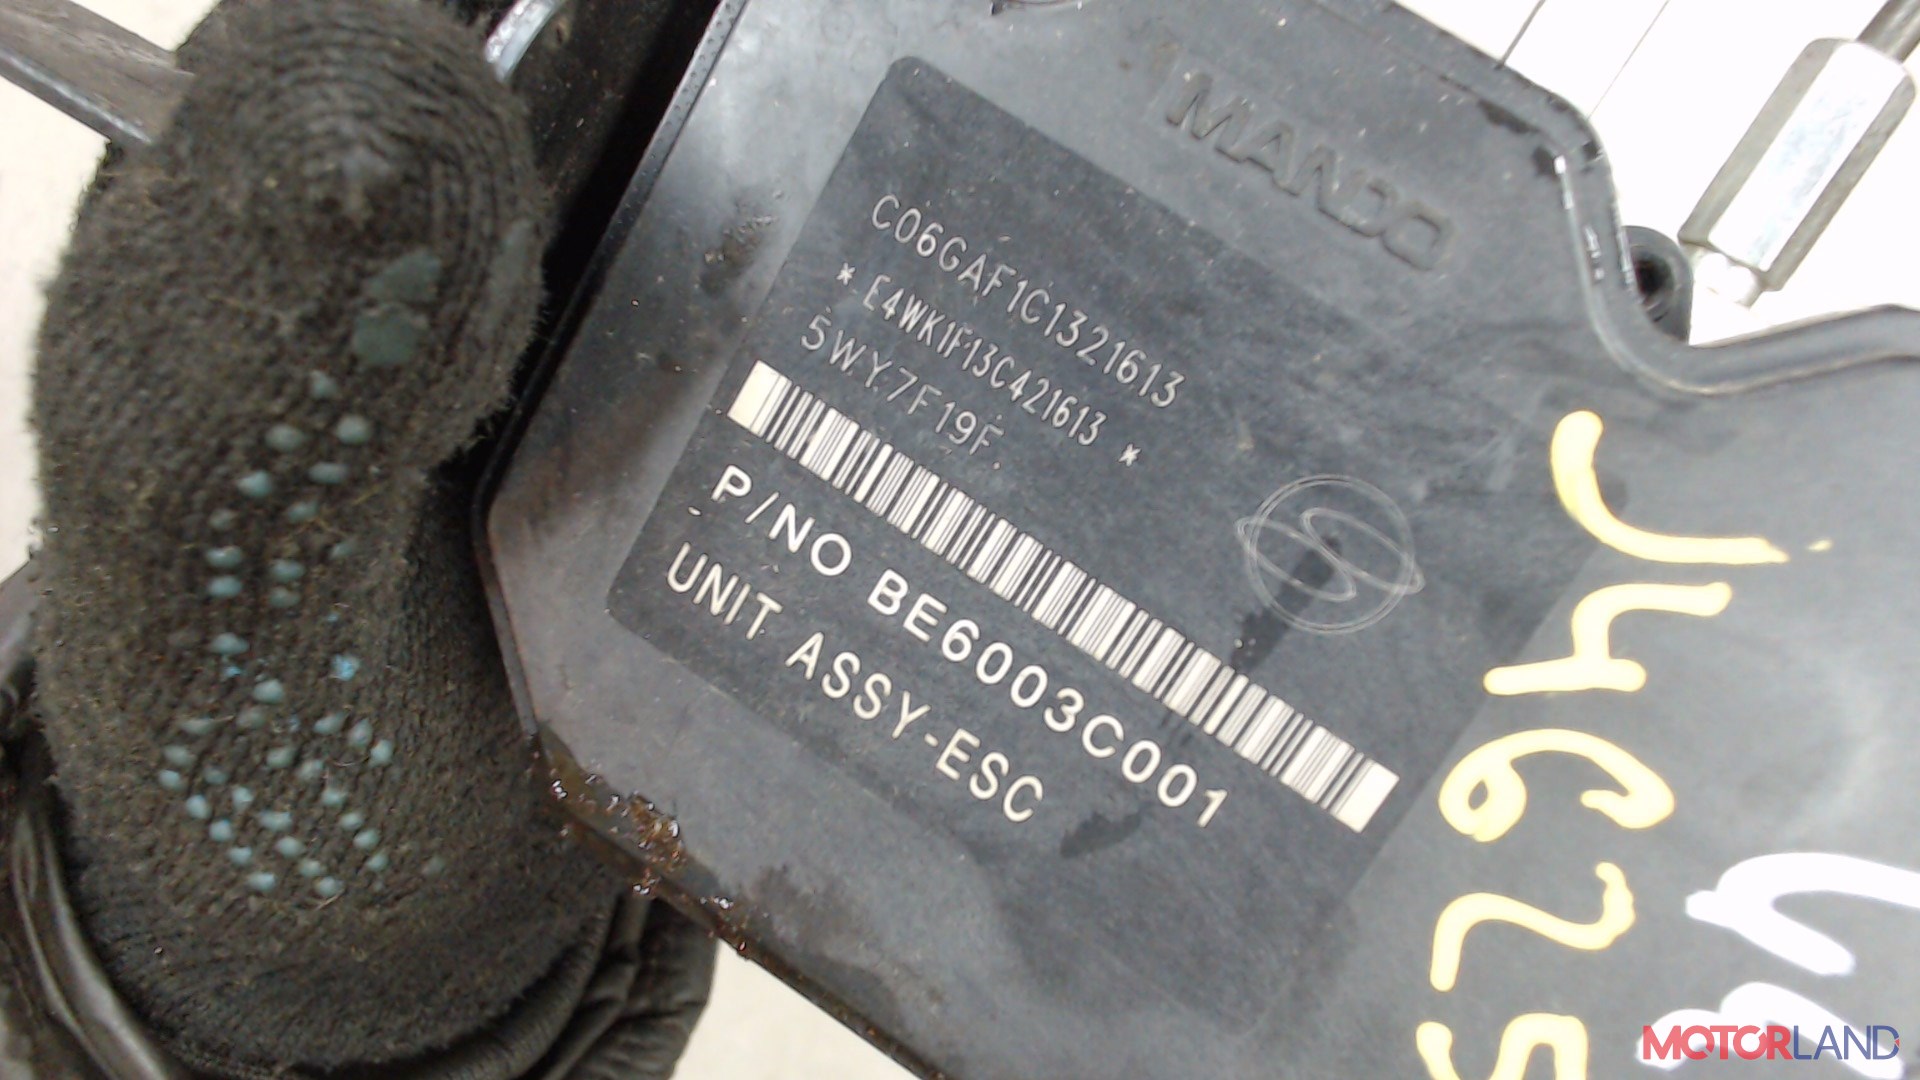 MANDO
C06GAF1C1321613
* E4WK1F13C421613 *
5WY7F19F.
P/NO BE6003C001
UNIT ASSY-ESC
MOTORLAND